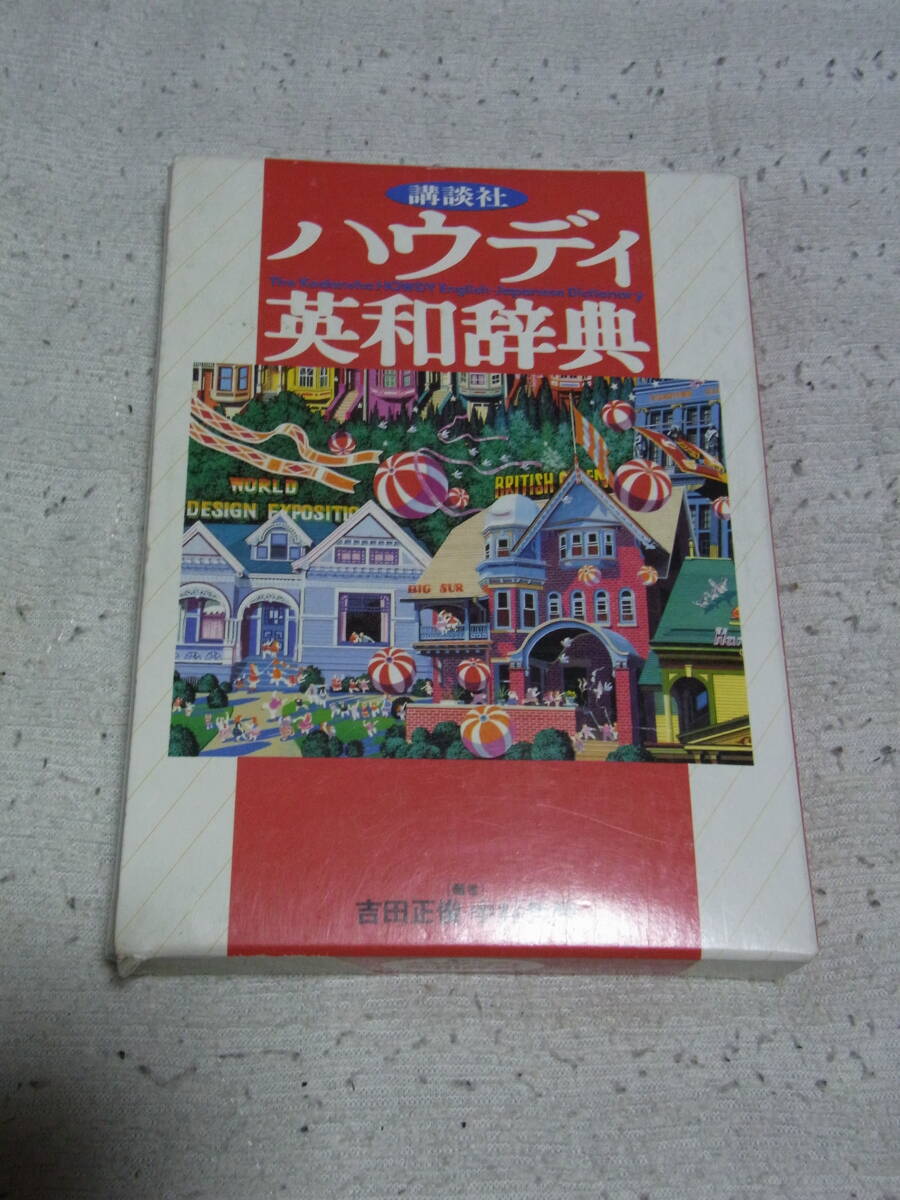 講談社
ハウディ
The Kodansha HOWDY English-Japanese Dictionary
英和辞典
WORLD
DESIGN EXPOSITIO
BRITISH
BIG SUR
吉田正俊